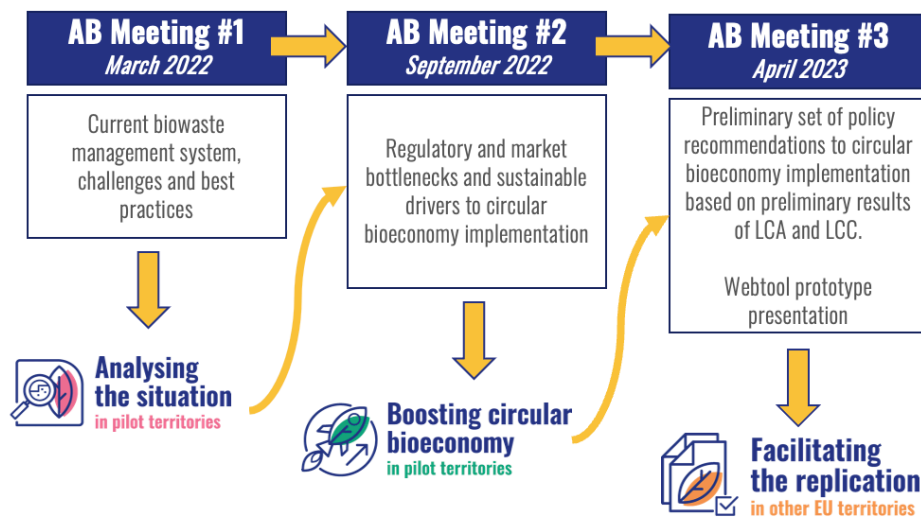 AB Meeting #1
March 2022
Current biowaste
management system,
challenges and best
practices
Analysing
the situation
in pilot territories
AB Meeting #2
September 2022
Regulatory and market
bottlenecks and sustainable
drivers to circular
bioeconomy implementation
Boosting circular
bioeconomy
in pilot territories
AB Meeting #3
April 2023
Preliminary set of policy
recommendations to circular
bioeconomy implementation
based on preliminary results
of LCA and LCC.
Webtool prototype
presentation
Facilitating
the replication
in other EU territories